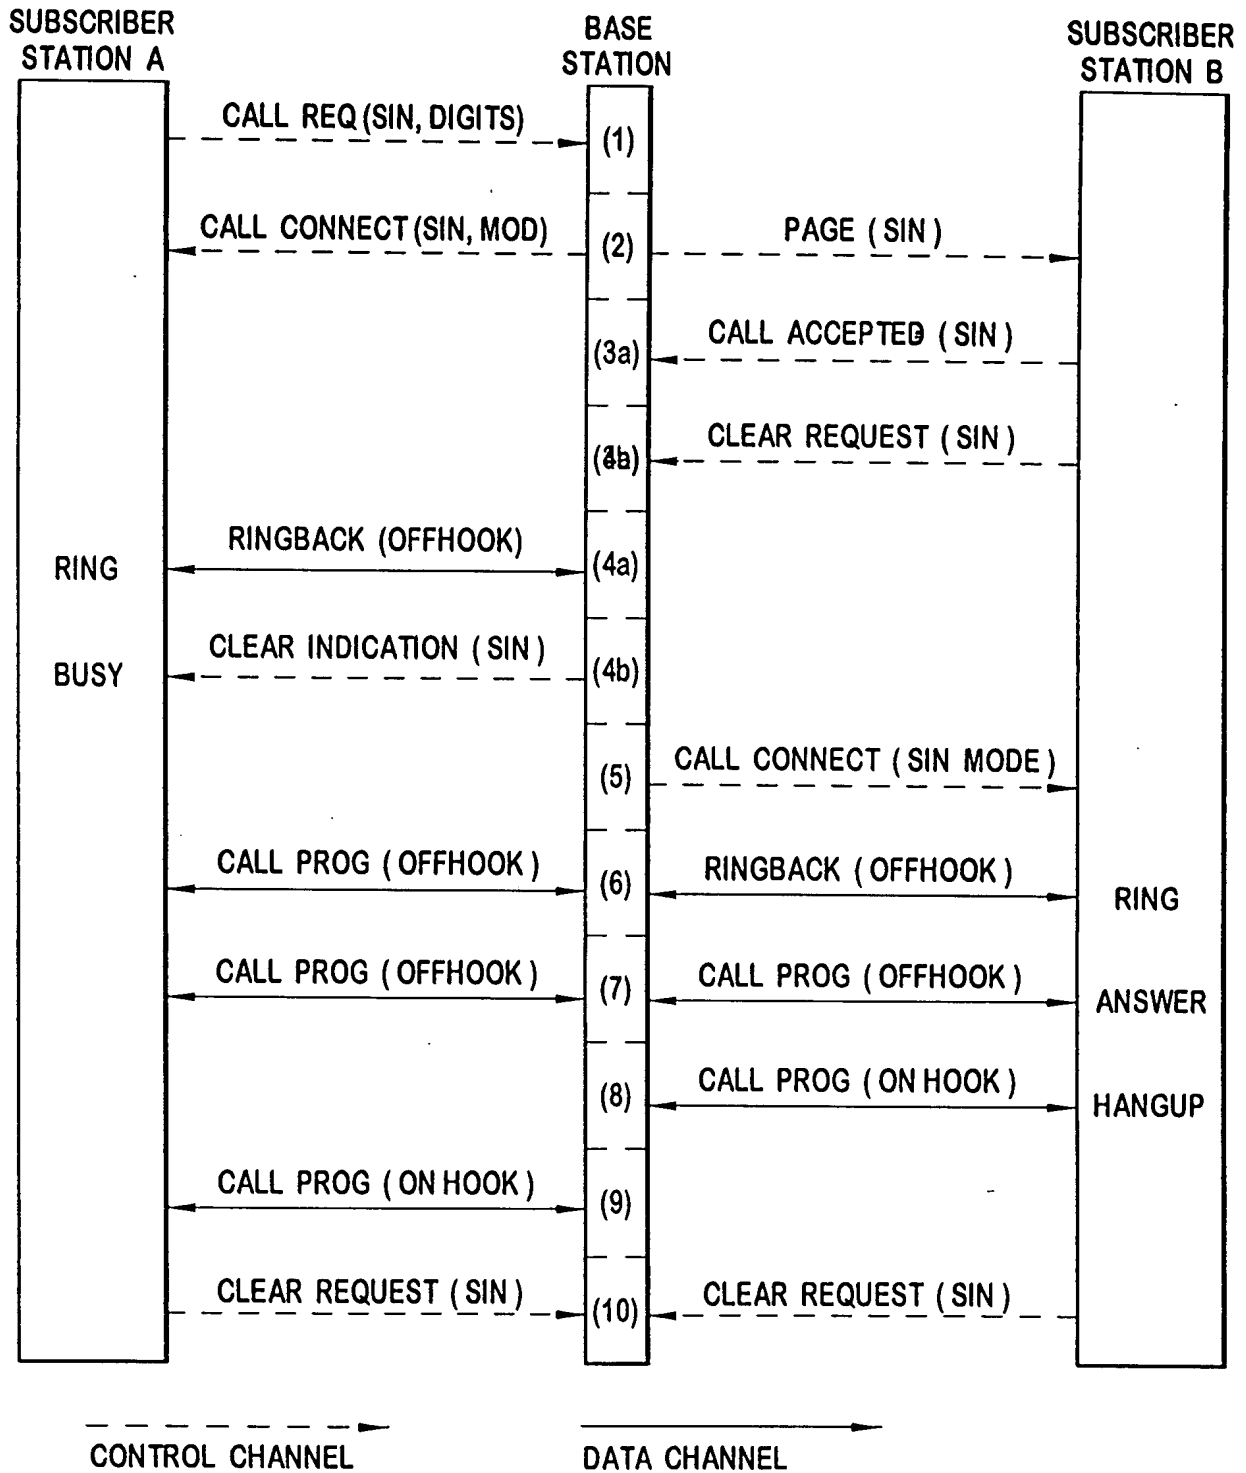 SUBSCRIBER
STATION A
BASE
STATION
SUBSCRIBER
STATION B
CALL REQ (SIN, DIGITS)
(1)
CALL CONNECT (SIN, MOD)
(2)
PAGE (SIN)
(3a)
CALL ACCEPTED (SIN)
CLEAR REQUEST (SIN)
RING
RINGBACK (OFFHOOK)
(4a)
BUSY
CLEAR INDICATION (SIN)
(4b)
(5)
CALL CONNECT (SIN MODE)
CALL PROG (OFFHOOK)
(6)
RINGBACK (OFFHOOK)
RING
CALL PROG (OFFHOOK)
(7)
CALL PROG (OFFHOOK)
ANSWER
(8)
CALL PROG (ON HOOK)
HANGUP
CALL PROG (ON HOOK)
(9)
CLEAR REQUEST (SIN)
(10)
CLEAR REQUEST (SIN)
CONTROL CHANNEL
DATA CHANNEL